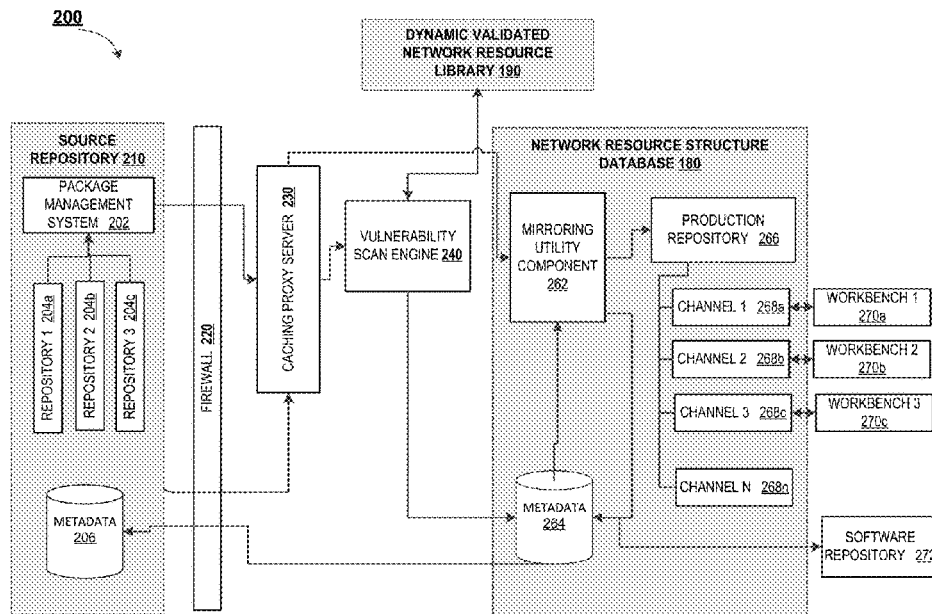 200
DYNAMIC VALIDATED
NETWORK RESOURCE
LIBRARY 190
SOURCE
REPOSITORY 210
PACKAGE
MANAGEMENT
SYSTEM 202
REPOSITORY 1 204a
REPOSITORY 2 204b
REPOSITORY 3 204c
METADATA
206
FIREWALL 220
CACHING PROXY SERVER 230
VULNERABILITY
SCAN ENGINE 240
NETWORK RESOURCE STRUCTURE
DATABASE 180
MIRRORING
UTILITY
COMPONENT
262
PRODUCTION
REPOSITORY 266
CHANNEL 1 268a
WORKBENCH 1
270a
CHANNEL 2 268b
WORKBENCH 2
270b
CHANNEL 3 268c
WORKBENCH 3
270c
CHANNEL N 268n
METADATA
264
SOFTWARE
REPOSITORY 272